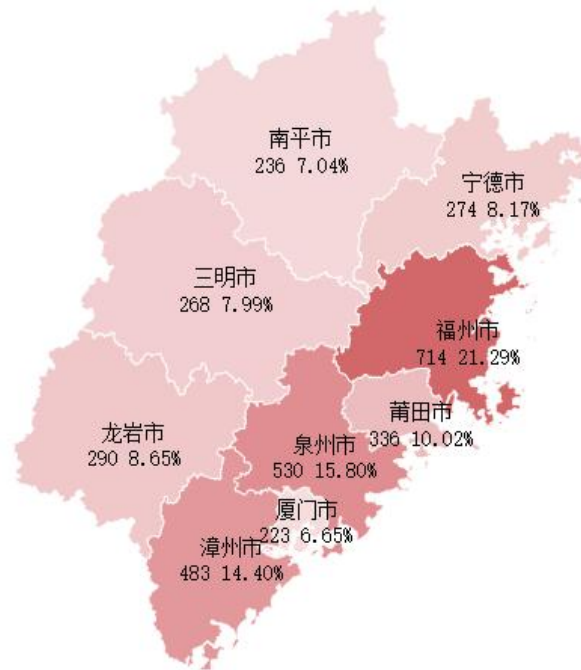 南平市
236 7.04%
宁德市
274 8.17%
三明市
268 7.99%
福州市
714 21.29%
莆田市
336 10.02%
龙岩市
290 8.65%
泉州市
530 15.80%
厦门市
223 6.65%
漳州市
483 14.40%